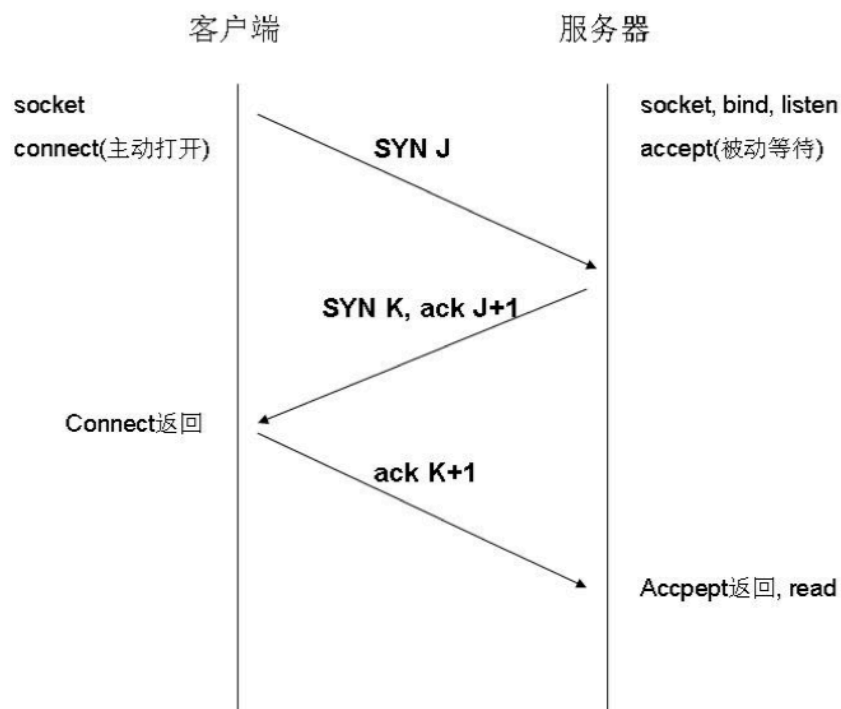 客户端
服务器
socket
connect(主动打开)
socket, bind, listen
accept(被动等待)
SYN J
SYN K, ack J+1
Connect返回
ack K+1
Accpept返回, read